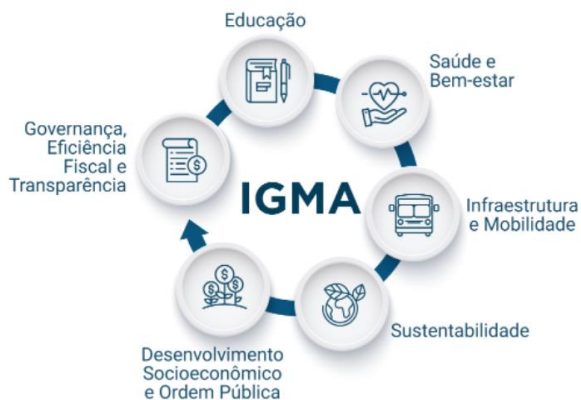 Educação
Saúde e
Bem-estar
Governança,
Eficiência
Fiscal e
Transparência
IGMA
Infraestrutura
e Mobilidade
Sustentabilidade
Desenvolvimento
Socioeconômico
e Ordem Pública